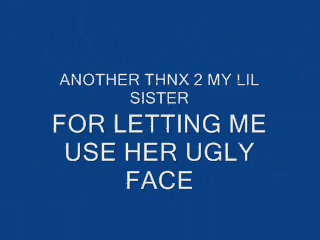 ANOTHER THNX 2 MY LIL
SISTER
FOR LETTING ME
USE HER UGLY
FACE